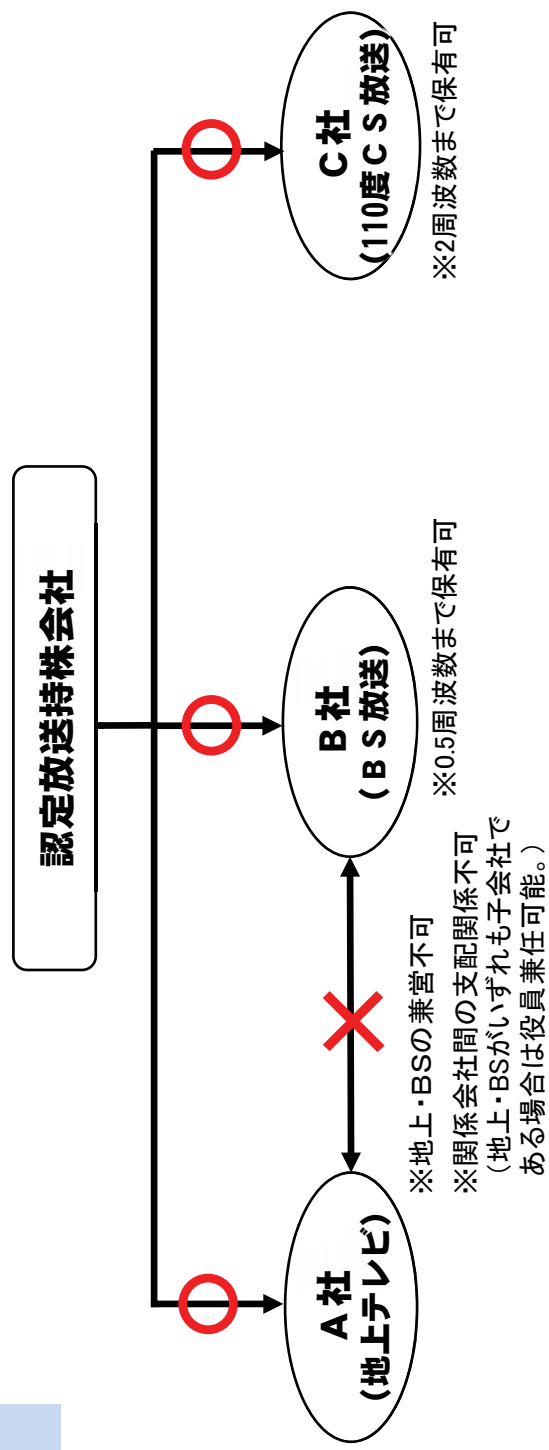 認定放送持株会社
A社
(地上テレビ)
B社
(BS放送)
C社
(110度CS放送)
※地上・BSの兼営不可
※関係会社間の支配関係不可
(地上・BSがいずれも子会社で
ある場合は役員兼任可能。)
※0.5周波数まで保有可
※2周波数まで保有可